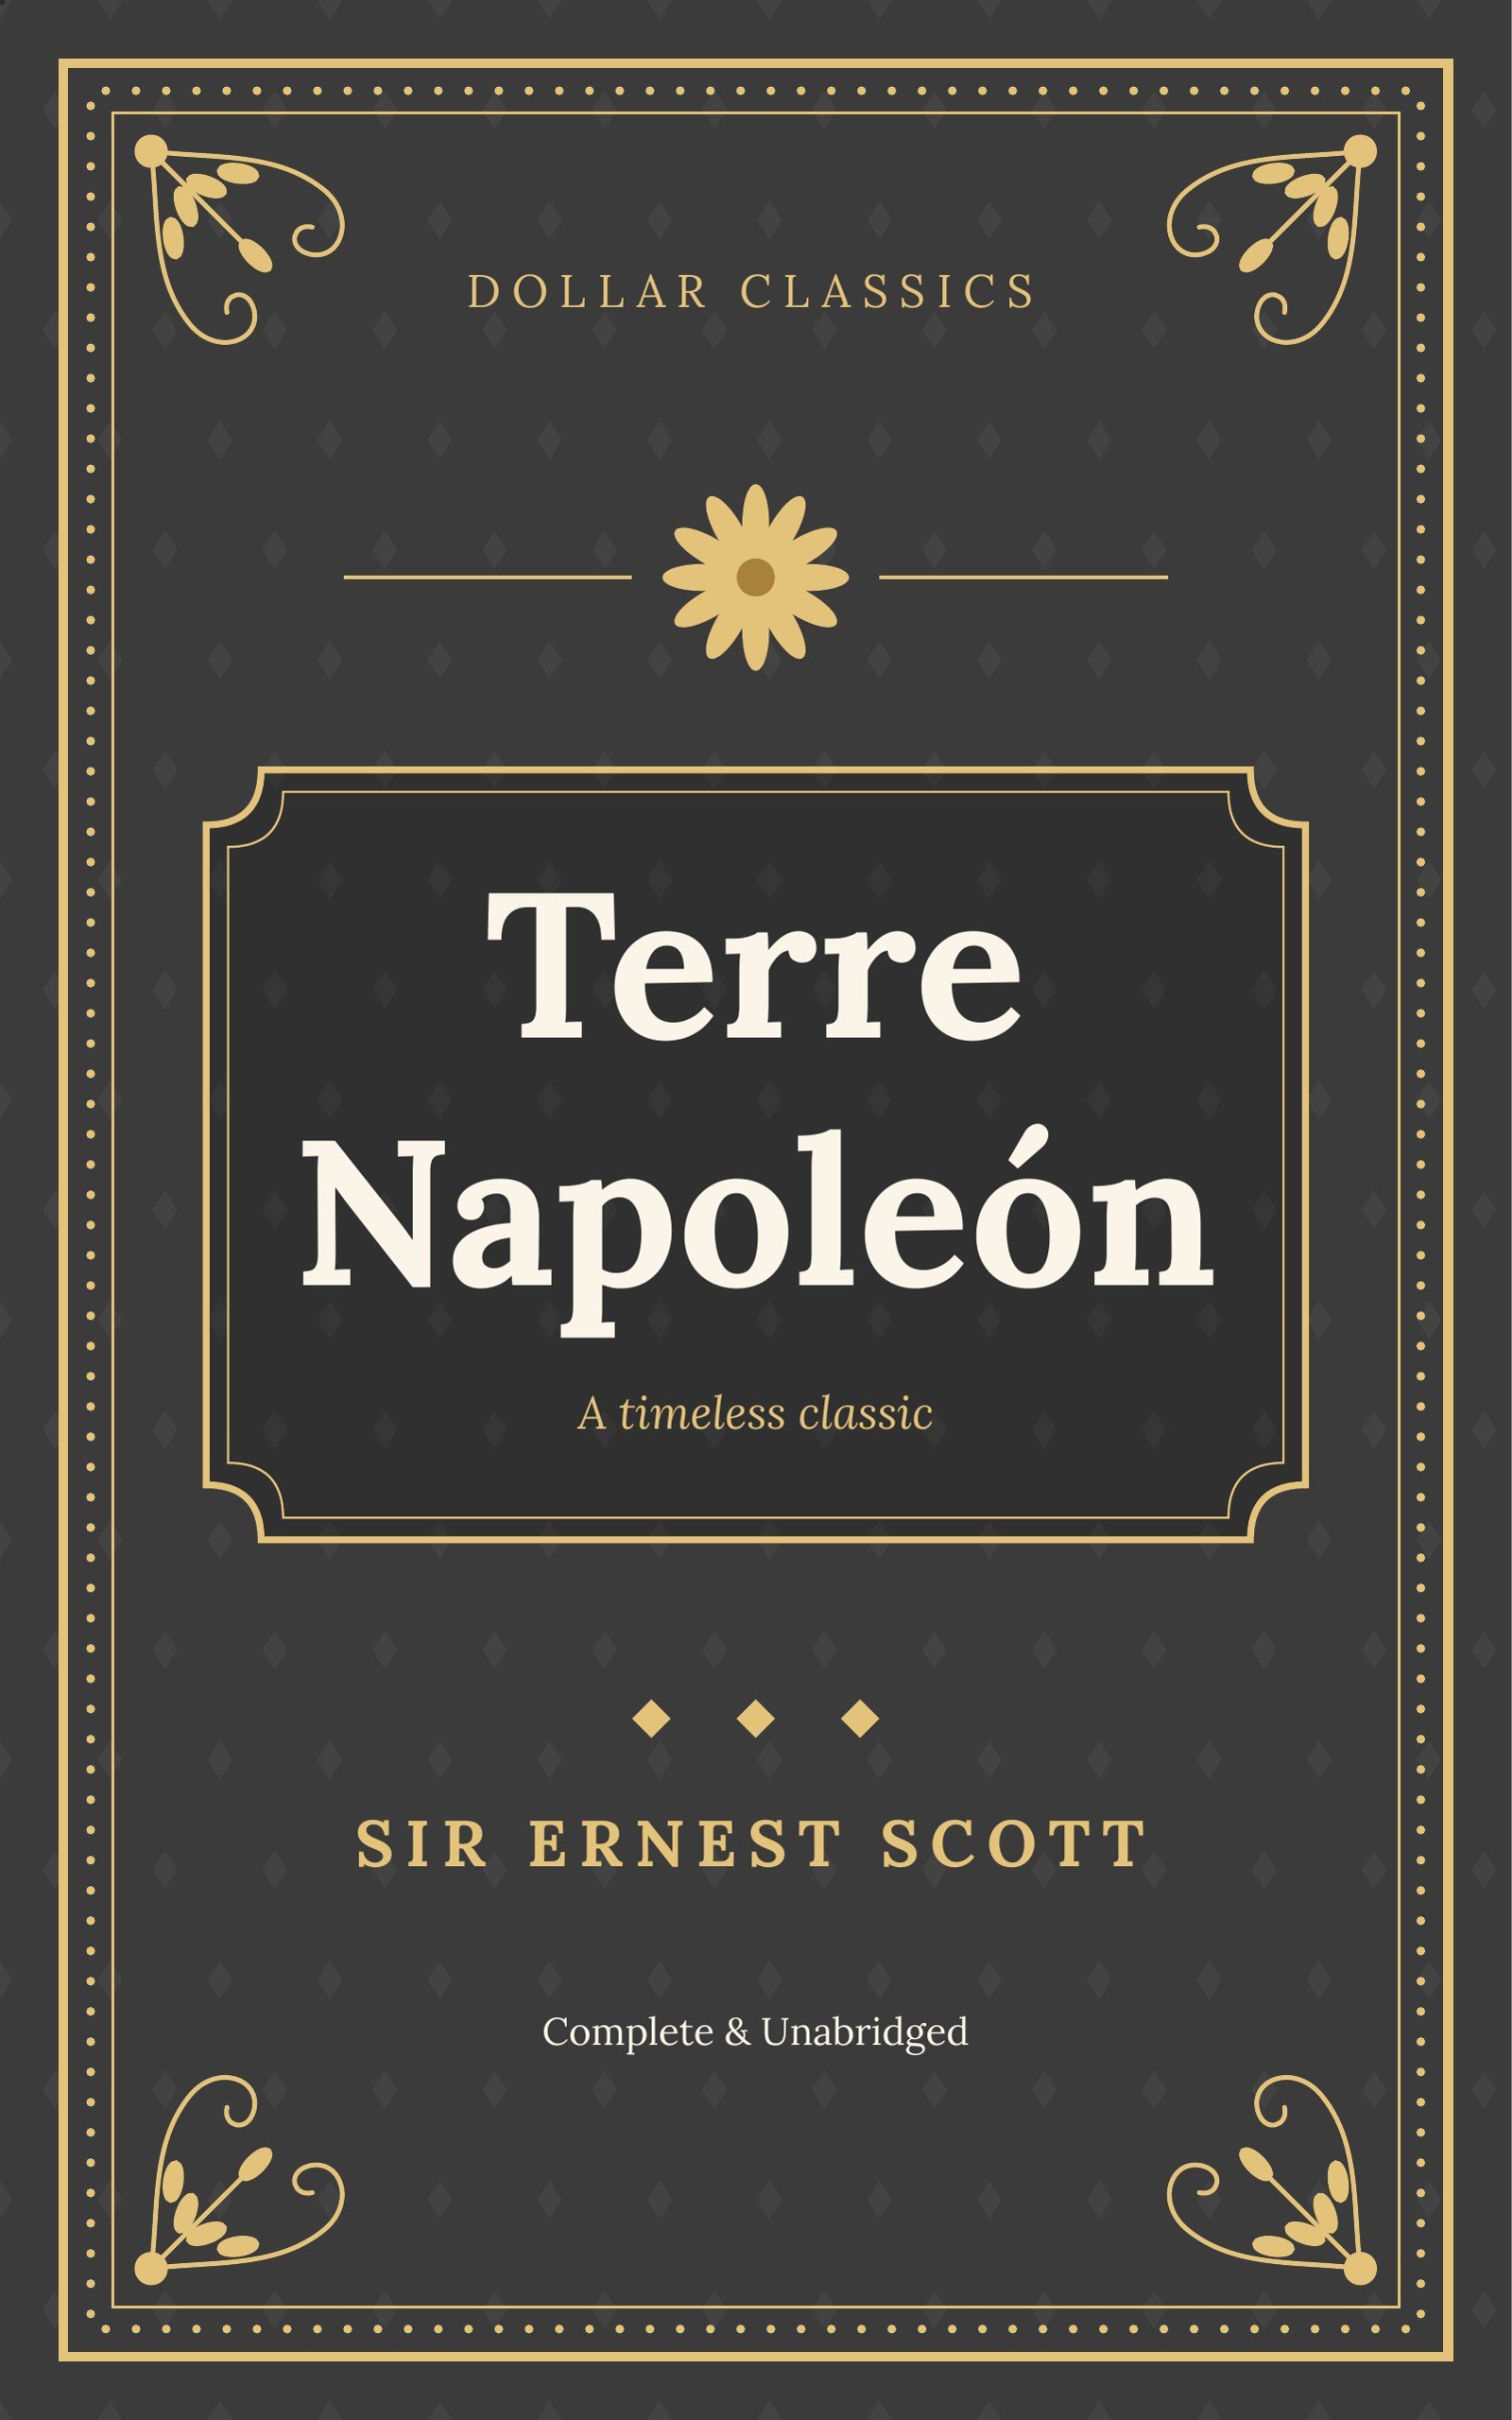 DOLLAR CLASSICS
Terre
Napoleón
A timeless classic
SIR ERNEST SCOTT
Complete & Unabridged